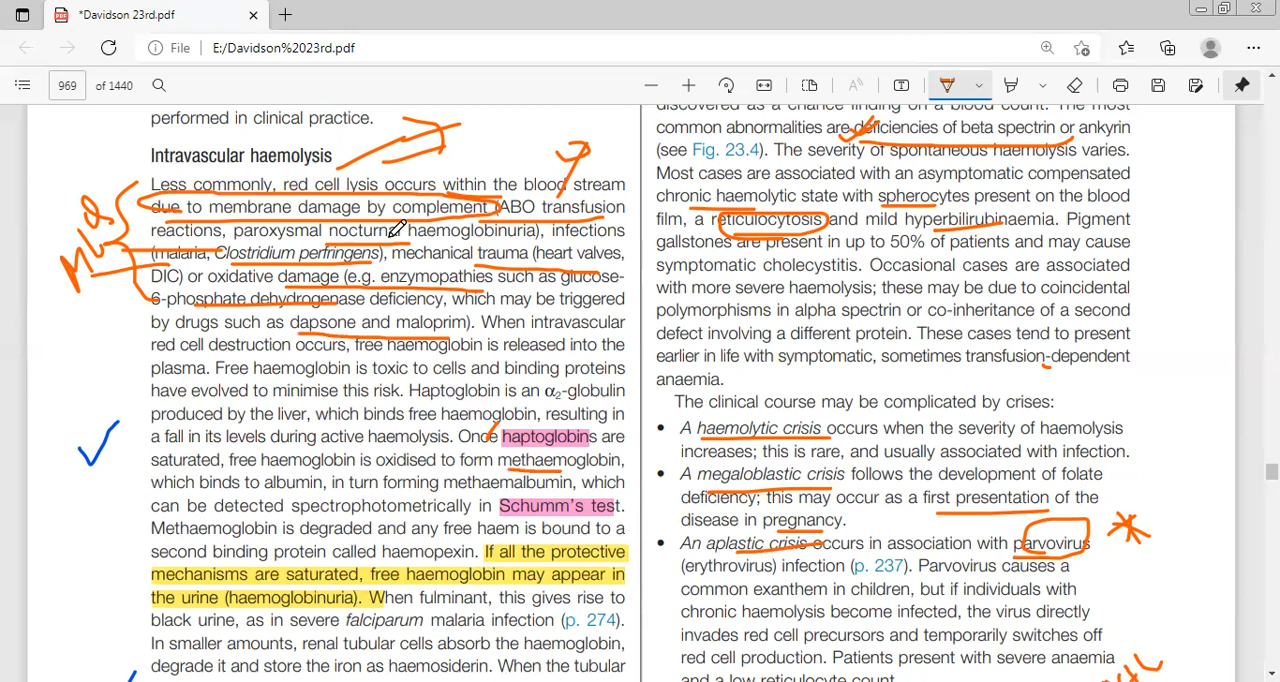 *Davidson 23rd.pdf
File E:/Davidson%2023rd.pdf
969 of 1440
performed in clinical practice.
Intravascular haemolysis
Less commonly, red cell lysis occurs within the blood stream
due to membrane damage by complement (ABO transfusion
reactions, paroxysmal nocturnal haemoglobinuria), infections
(malaria, Clostridium perfringens), mechanical trauma (heart valves,
DIC) or oxidative damage (e.g. enzymopathies such as glucose-
6-phosphate dehydrogenase deficiency, which may be triggered
by drugs such as dapsone and maloprim). When intravascular
red cell destruction occurs, free haemoglobin is released into the
plasma. Free haemoglobin is toxic to cells and binding proteins
have evolved to minimise this risk. Haptoglobin is an α2-globulin
produced by the liver, which binds free haemoglobin, resulting in
a fall in its levels during active haemolysis. Once haptoglobins are
saturated, free haemoglobin is oxidised to form methaemoglobin,
which binds to albumin, in turn forming methaemalbumin, which
can be detected spectrophotometrically in Schumm's test.
Methaemoglobin is degraded and any free haem is bound to a
second binding protein called haemopexin. If all the protective
mechanisms are saturated, free haemoglobin may appear in
the urine (haemoglobinuria). When fulminant, this gives rise to
black urine, as in severe falciparum malaria infection (p. 274).
In smaller amounts, renal tubular cells absorb the haemoglobin,
degrade it and store the iron as haemosiderin. When the tubular
discovered as a chance finding on a blood count. The most
common abnormalities are deficiencies of beta spectrin or ankyrin
(see Fig. 23.4). The severity of spontaneous haemolysis varies.
Most cases are associated with an asymptomatic compensated
chronic haemolytic state with spherocytes present on the blood
film, a reticulocytosis and mild hyperbilirubinaemia. Pigment
gallstones are present in up to 50% of patients and may cause
symptomatic cholecystitis. Occasional cases are associated
with more severe haemolysis; these may be due to coincidental
polymorphisms in alpha spectrin or co-inheritance of a second
defect involving a different protein. These cases tend to present
earlier in life with symptomatic, sometimes transfusion-dependent
anaemia.
The clinical course may be complicated by crises:
• A haemolytic crisis occurs when the severity of haemolysis
increases; this is rare, and usually associated with infection.
• A megaloblastic crisis follows the development of folate
deficiency; this may occur as a first presentation of the
disease in pregnancy.
• An aplastic crisis occurs in association with parvovirus
(erythrovirus) infection (p. 237). Parvovirus causes a
common exanthem in children, but if individuals with
chronic haemolysis become infected, the virus directly
invades red cell precursors and temporarily switches off
red cell production. Patients present with severe anaemia
and a low reticulocyte count.